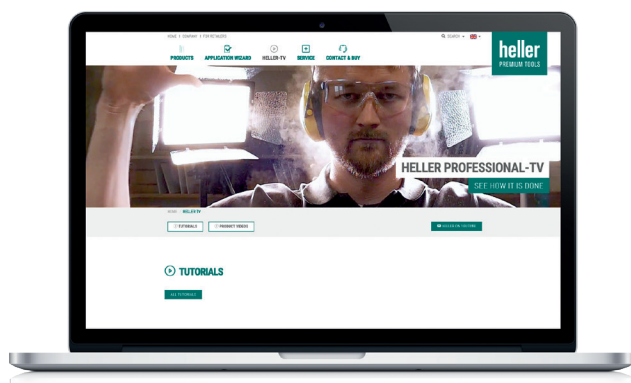 HOME | COMPANY | FOR RETAILERS
SEARCH
PRODUCTS APPLICATION WIZARD HELLER-TV SERVICE CONTACT & BUY
heller
PREMIUM TOOLS
HELLER PROFESSIONAL-TV
SEE HOW IT IS DONE
HOME HELLER-TV
TUTORIALS PRODUCT VIDEOS
TUTORIALS
ALL TUTORIALS